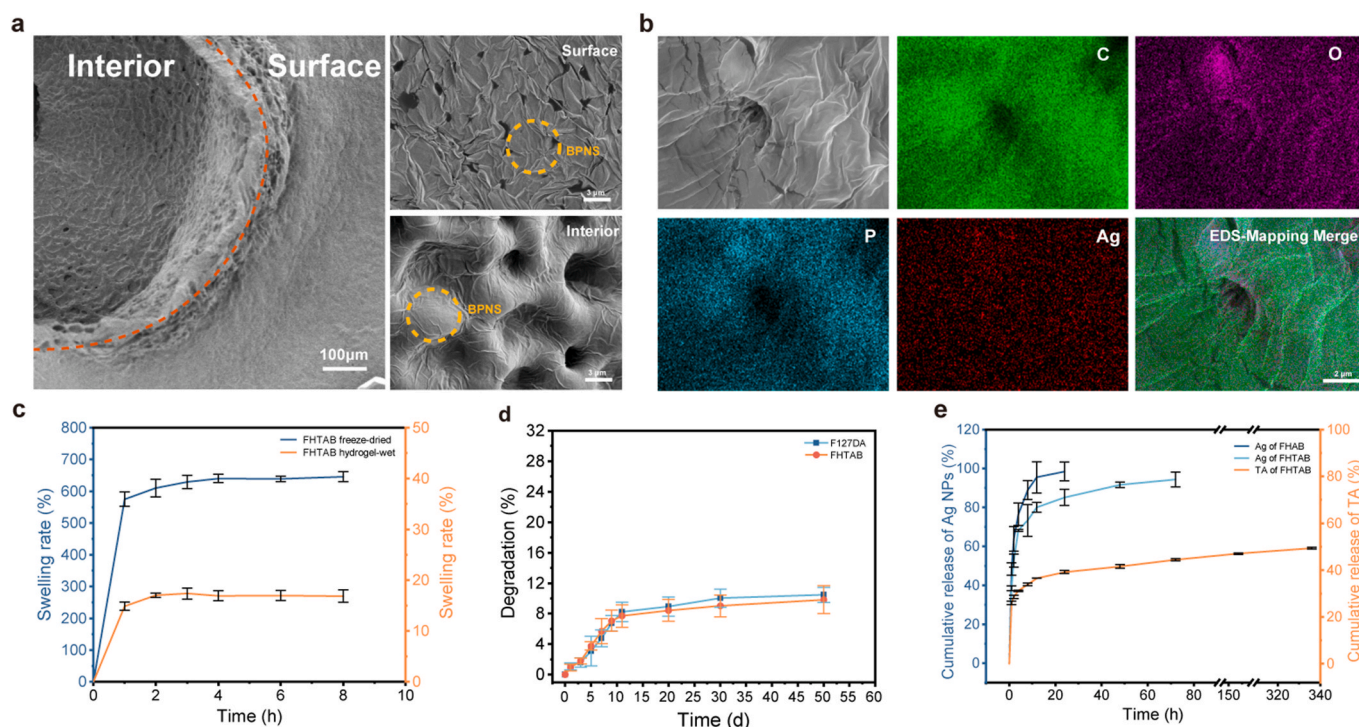 a
Interior
Surface
100μm
Surface
BPNS
3 μm
Interior
BPNS
3 μm
b
C
O
P
Ag
EDS-Mapping Merge
2 μm
c
Swelling rate (%)
800
700
600
500
400
300
200
100
0
FHTAB freeze-dried
FHTAB hydrogel-wet
50
40
30
20
10
0
Swelling rate (%)
0 2 4 6 8 10
Time (h)
d
Degradation (%)
32
28
24
20
16
12
8
4
0
F127DA
FHTAB
0 5 10 15 20 25 30 35 40 45 50 55 60
Time (d)
e
Cumulative release of Ag NPs (%)
120
100
80
60
40
20
0
Ag of FHAB
Ag of FHTAB
TA of FHTAB
100
80
60
40
20
0
Cumulative release of TA (%)
0 20 40 60 80 150 320 340
Time (h)